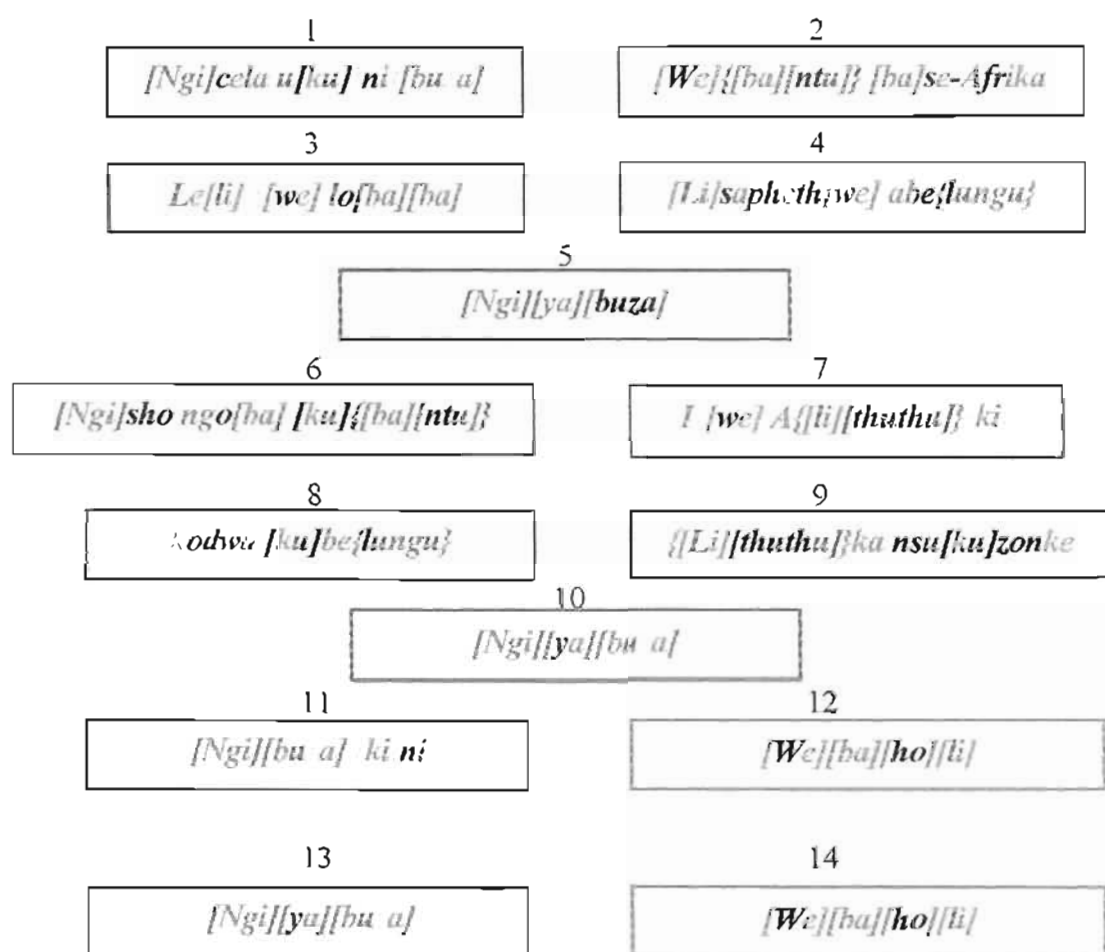 1 2
[Ngi]cela u[ku] ni [bu a] [We]{[ba][ntu]} [ba]se-Afrika
3 4
Le[li] [we] lo[ba][ba] [Li]sapheth[we] abe{lungu}
5
[Ngi][ya][buza]
6 7
[Ngi]sho ngo[ba] [ku]{[ba][ntu]} I [we] A{[li][thuthu]} ki
8 9
kodwa [ku]be{lungu} {[Li][thuthu]}ka nsu[ku]zonke
10
[Ngi][ya][bu a]
11 12
[Ngi][bu a] ki ni [We][ba][ho][li]
13 14
[Ngi][ya][bu a] [We][ba][ho][li]